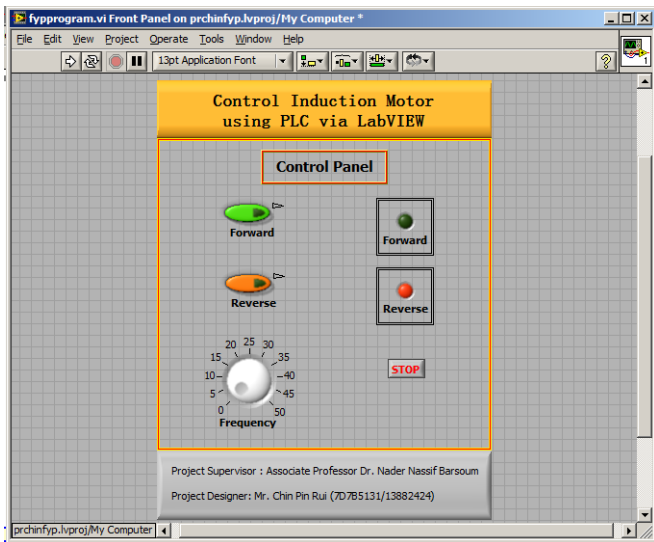 fypprogram.vi Front Panel on prchinfyp.lvproj/My Computer *
File Edit View Project Operate Tools Window Help
13pt Application Font
?
1
Control Induction Motor
using PLC via LabVIEW
Control Panel
Forward
Forward
Reverse
Reverse
20 25 30
15 35
10 40
5 45
0 50
Frequency
STOP
Project Supervisor : Associate Professor Dr. Nader Nassif Barsoum
Project Designer: Mr. Chin Pin Rui (7D7B5131/13882424)
prchinfyp.lvproj/My Computer